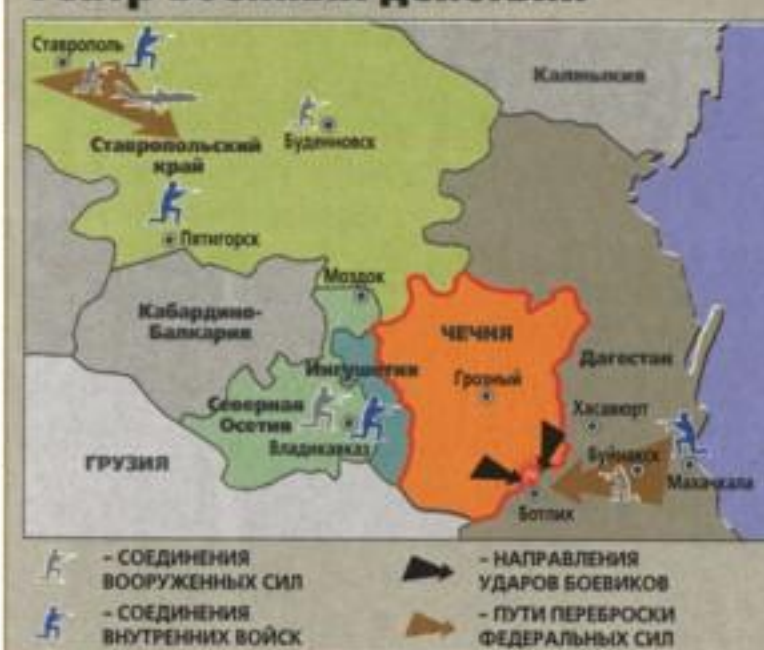 Ставрополь
Калмыкия
Ставропольский
край
Буденновск
Пятигорск
Моздок
Кабардино-
Балкария
ЧЕЧНЯ
Ингушетия
Грозный
Дагестан
Северная
Осетия
Хасавюрт
Владикавказ
Буйнакск
ГРУЗИЯ
Махачкала
Ботлих
- СОЕДИНЕНИЯ
ВООРУЖЕННЫХ СИЛ
- НАПРАВЛЕНИЯ
УДАРОВ БОЕВИКОВ
- СОЕДИНЕНИЯ
ВНУТРЕННИХ ВОЙСК
- ПУТИ ПЕРЕБРОСКИ
ФЕДЕРАЛЬНЫХ СИЛ